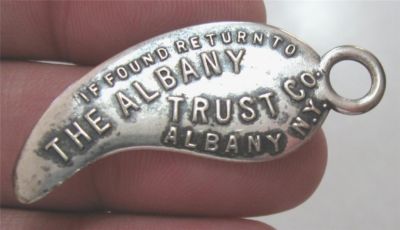 IF FOUND RETURN TO
THE ALBANY
TRUST CO.
ALBANY N.Y.